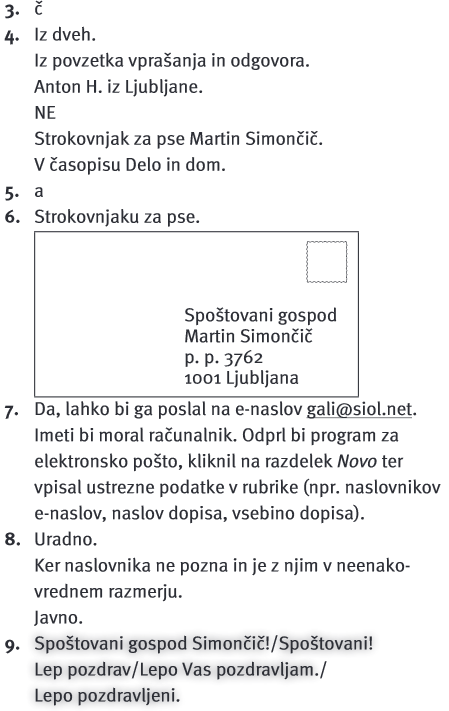 3. č
4. Iz dveh.
Iz povzetka vprašanja in odgovora.
Anton H. iz Ljubljane.
NE
Strokovnjak za pse Martin Simončič.
V časopisu Delo in dom.
5. a
6. Strokovnjaku za pse.
Spoštovani gospod
Martin Simončič
p. p. 3762
1001 Ljubljana
7. Da, lahko bi ga poslal na e-naslov gali@siol.net.
Imeti bi moral računalnik. Odprl bi program za
elektronsko pošto, kliknil na razdelek Novo ter
vpisal ustrezne podatke v rubrike (npr. naslovnikov
e-naslov, naslov dopisa, vsebino dopisa).
8. Uradno.
Ker naslovnika ne pozna in je z njim v neenako-
vrednem razmerju.
Javno.
9. Spoštovani gospod Simončič!/Spoštovani!
Lep pozdrav/Lepo Vas pozdravljam./
Lepo pozdravljeni.